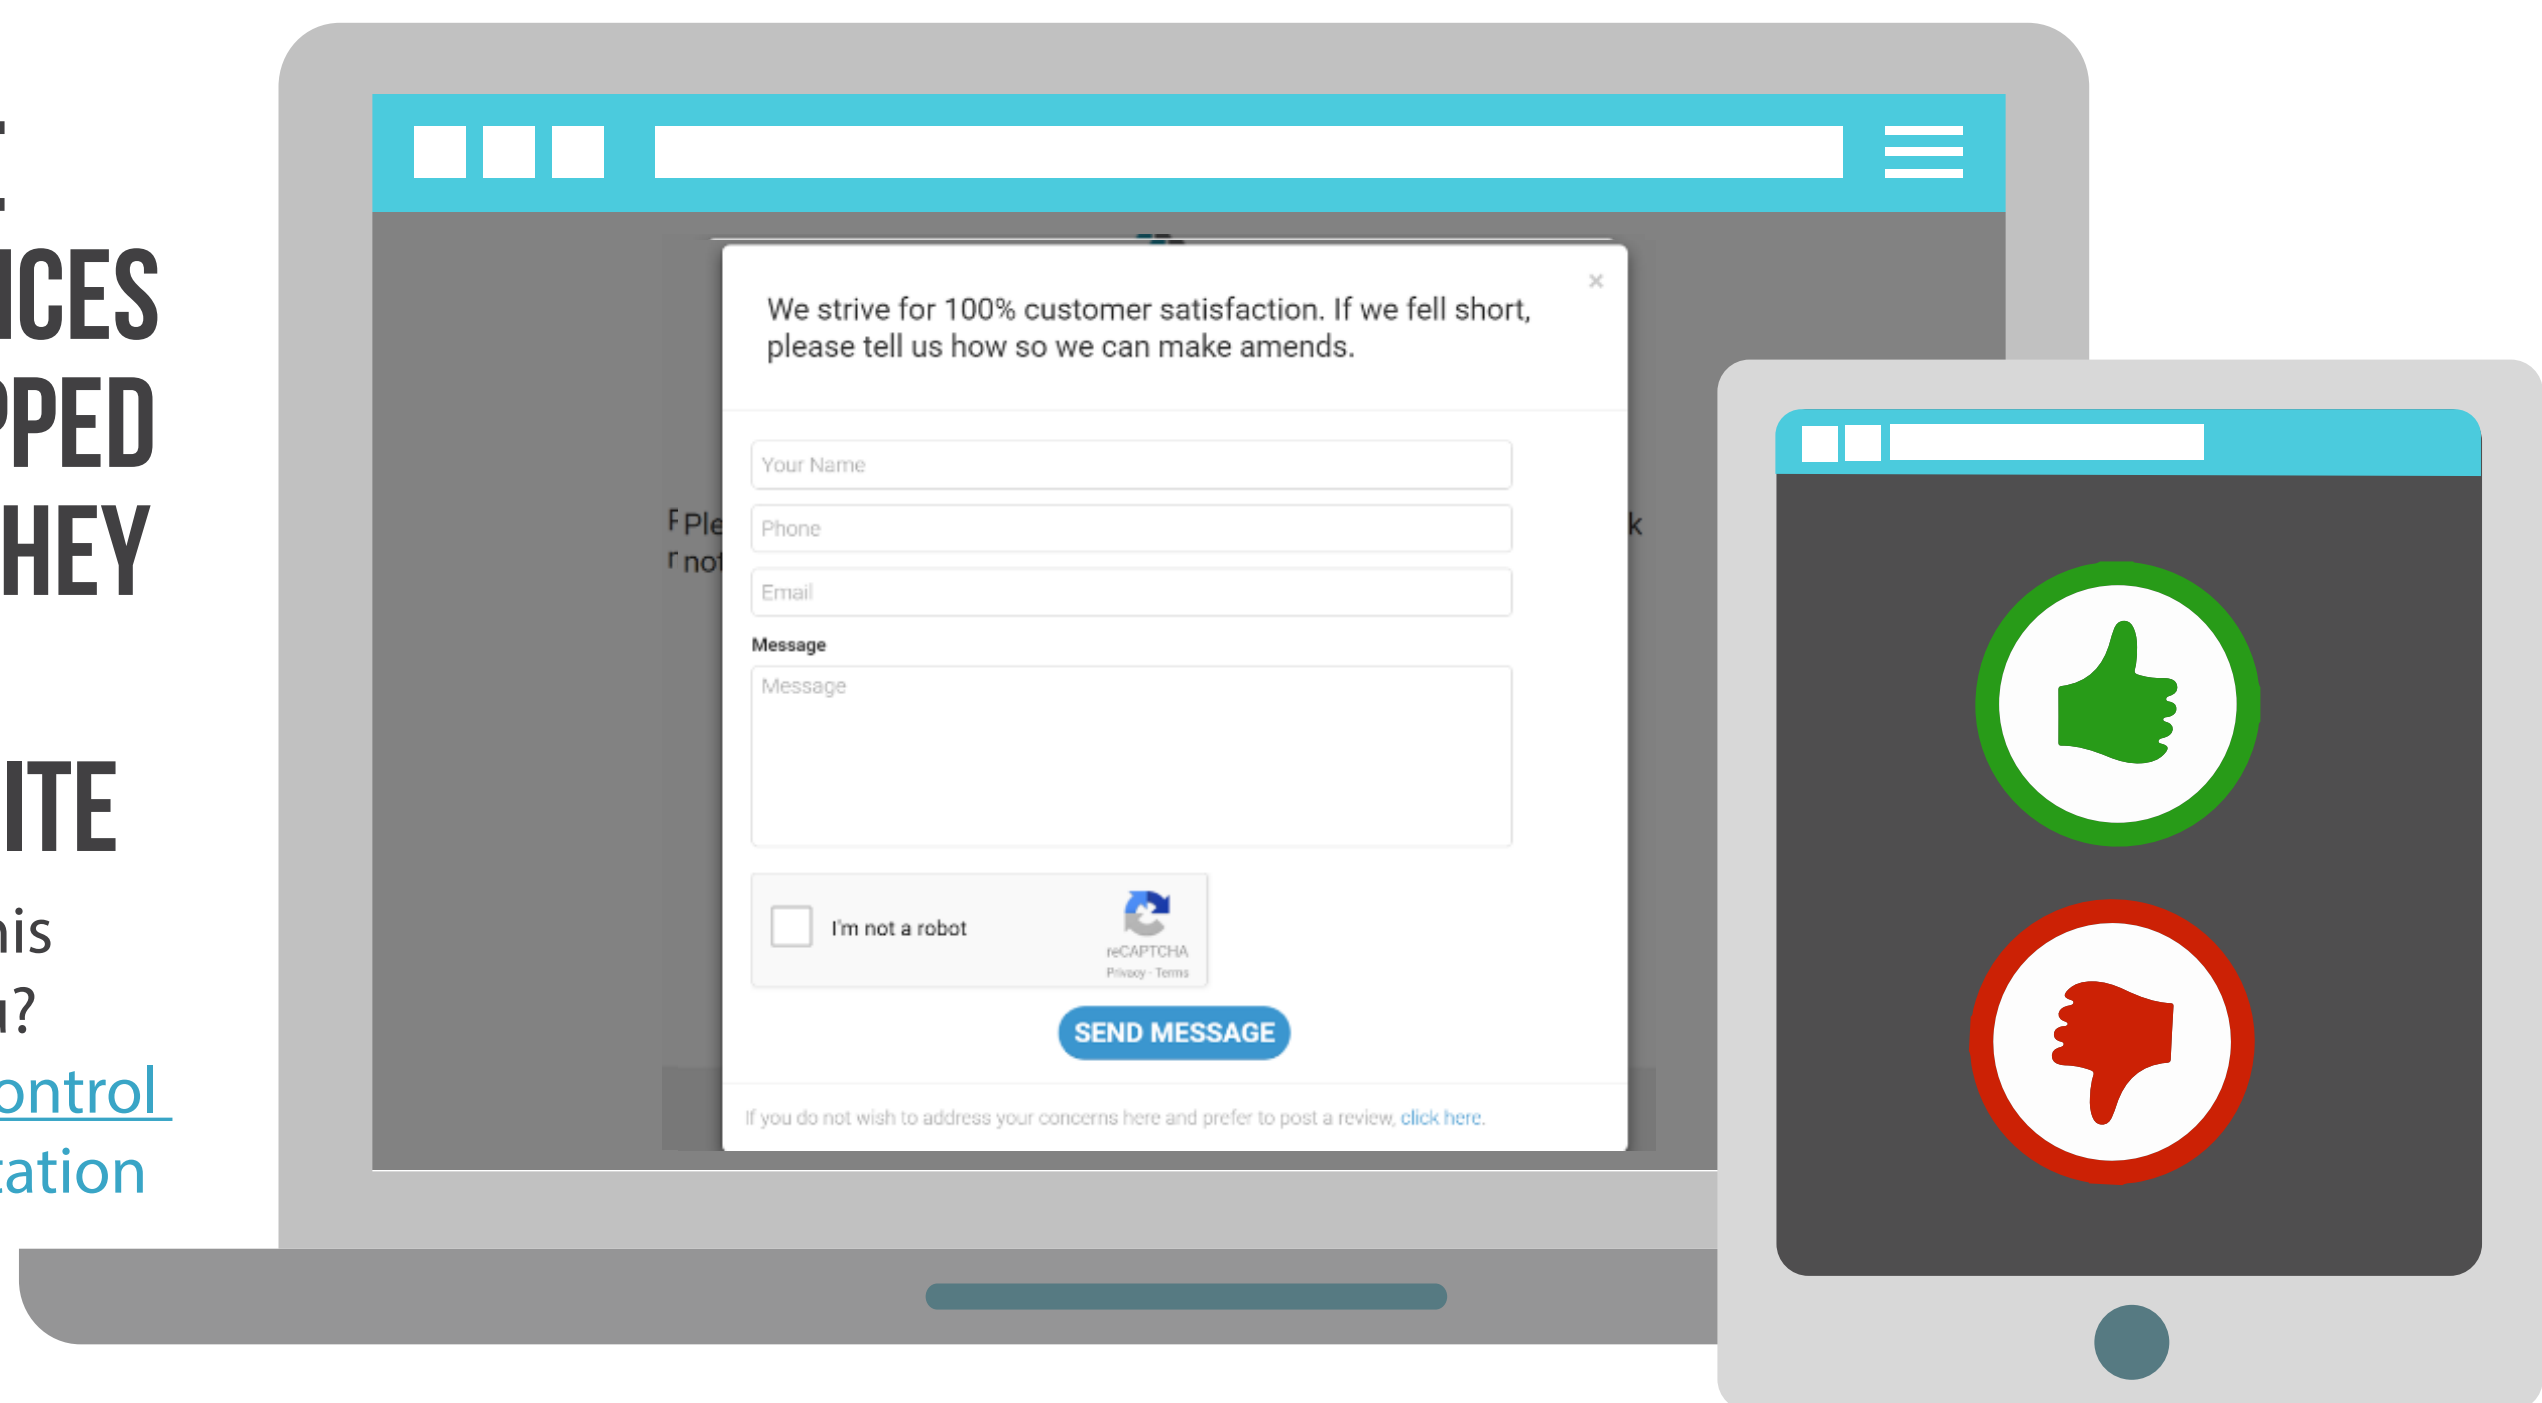 ICES
PPED
HEY
ITE
his
u?
ontrol
tation
We strive for 100% customer satisfaction. If we fell short,
please tell us how so we can make amends.
×
Your Name
Phone
Email
Message
Message
I'm not a robot
reCAPTCHA
Privacy - Terms
SEND MESSAGE
If you do not wish to address your concerns here and prefer to post a review, click here.
Ple
k
not